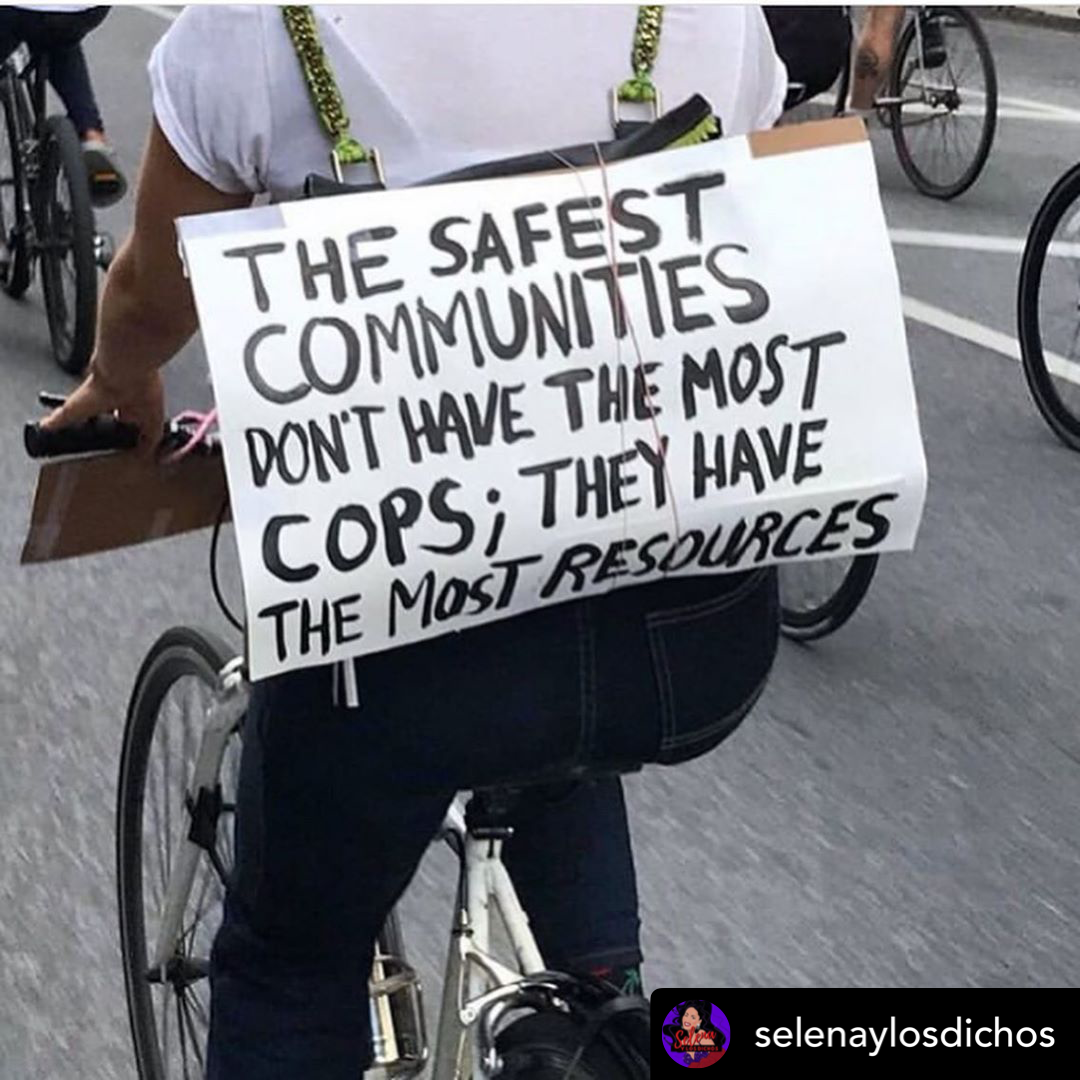 THE SAFEST
COMMUNITIES
DON'T HAVE THE MOST
COPS; THEY HAVE
THE MOST RESOURCES
selenaylosdichos